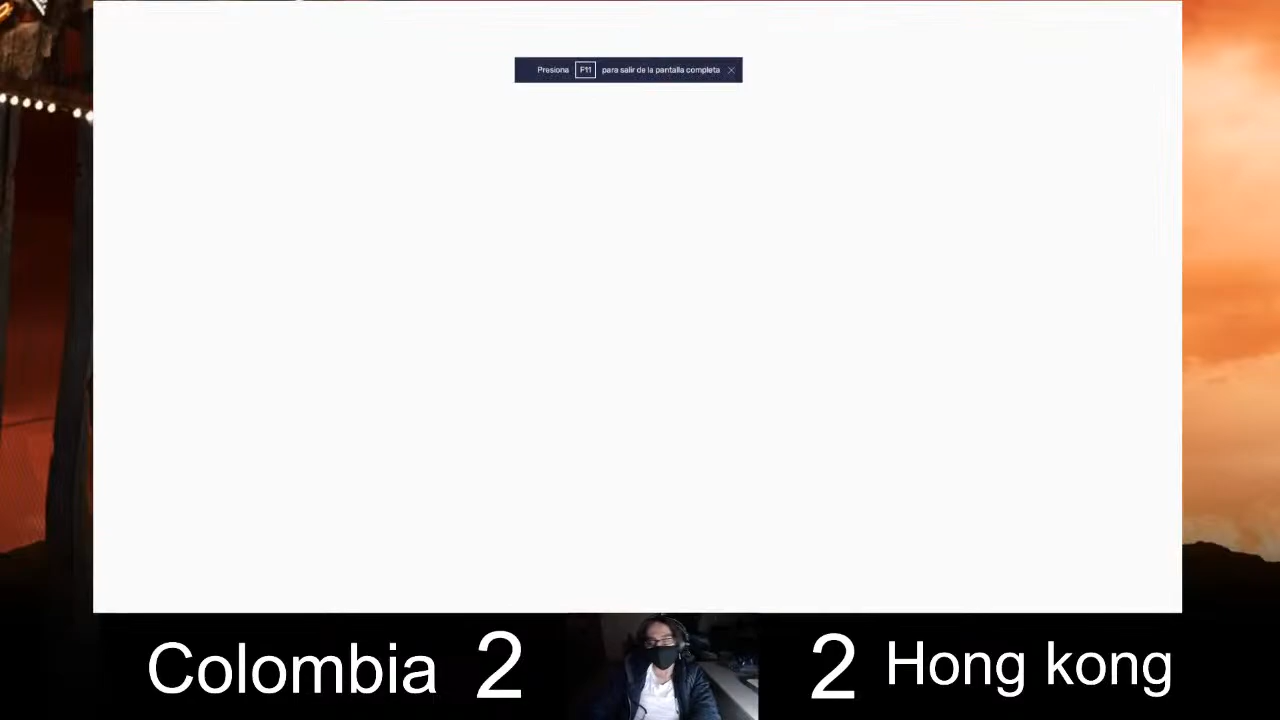 Presiona F11 para salir de la pantalla completa
Colombia 2 2 Hong kong